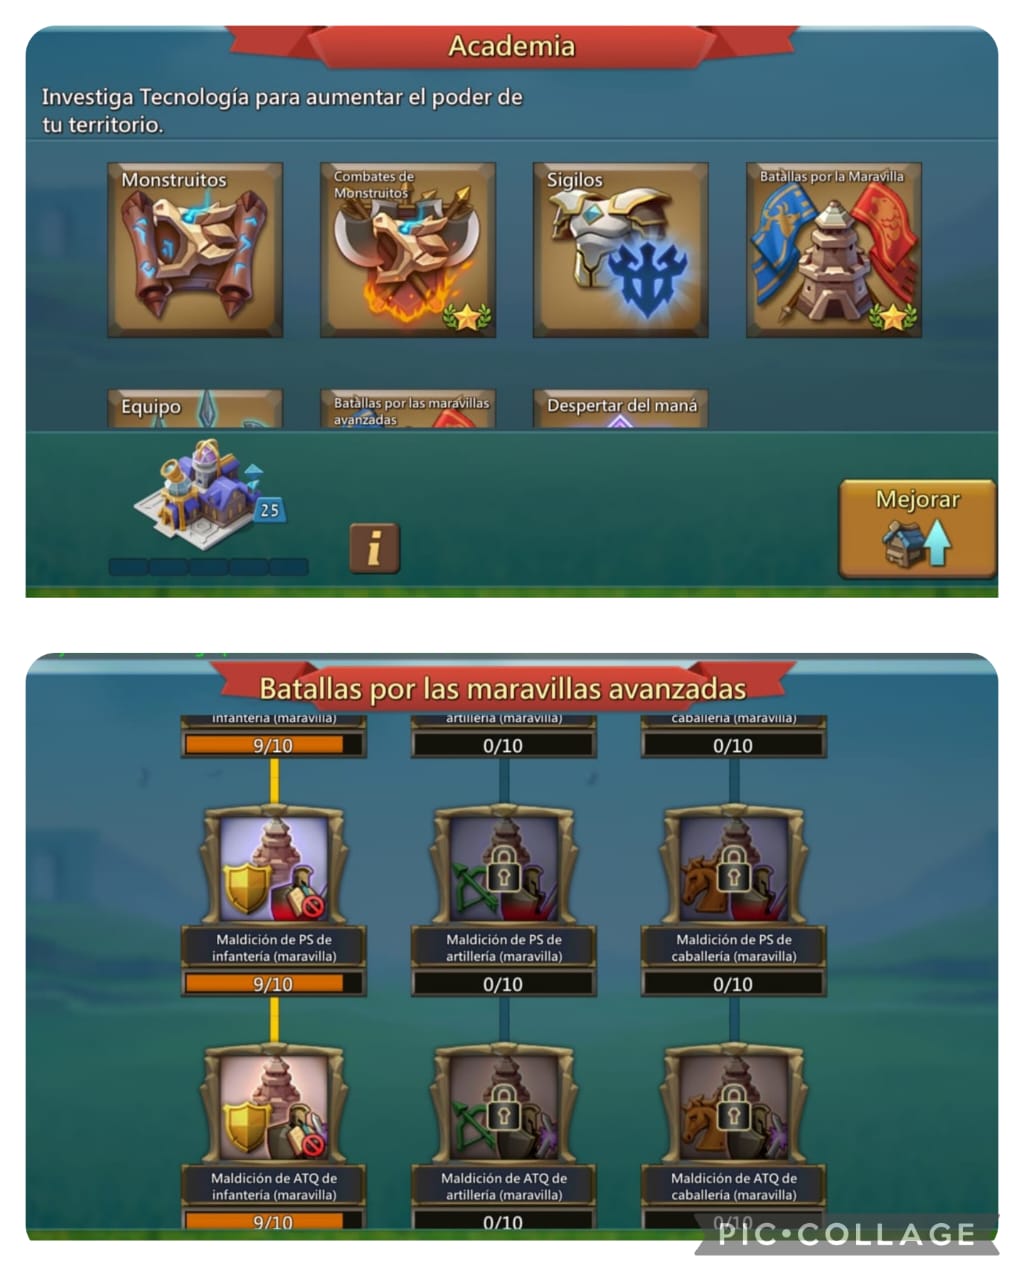 Academia
Investiga Tecnología para aumentar el poder de
tu territorio.
Monstruitos
Combates de
Monstruitos
Sigilos
Batallas por la Maravilla
Equipo
Batallas por las maravillas
avanzadas
Despertar del maná
25
i
Mejorar
Batallas por las maravillas avanzadas
infantería (maravilla)
artillería (maravilla)
caballería (maravilla)
9/10
0/10
0/10
Maldición de PS de
infantería (maravilla)
Maldición de PS de
artillería (maravilla)
Maldición de PS de
caballería (maravilla)
9/10
0/10
0/10
Maldición de ATQ de
infantería (maravilla)
Maldición de ATQ de
artillería (maravilla)
Maldición de ATQ de
caballería (maravilla)
9/10
0/10
0/10
PIC•COLLAGE